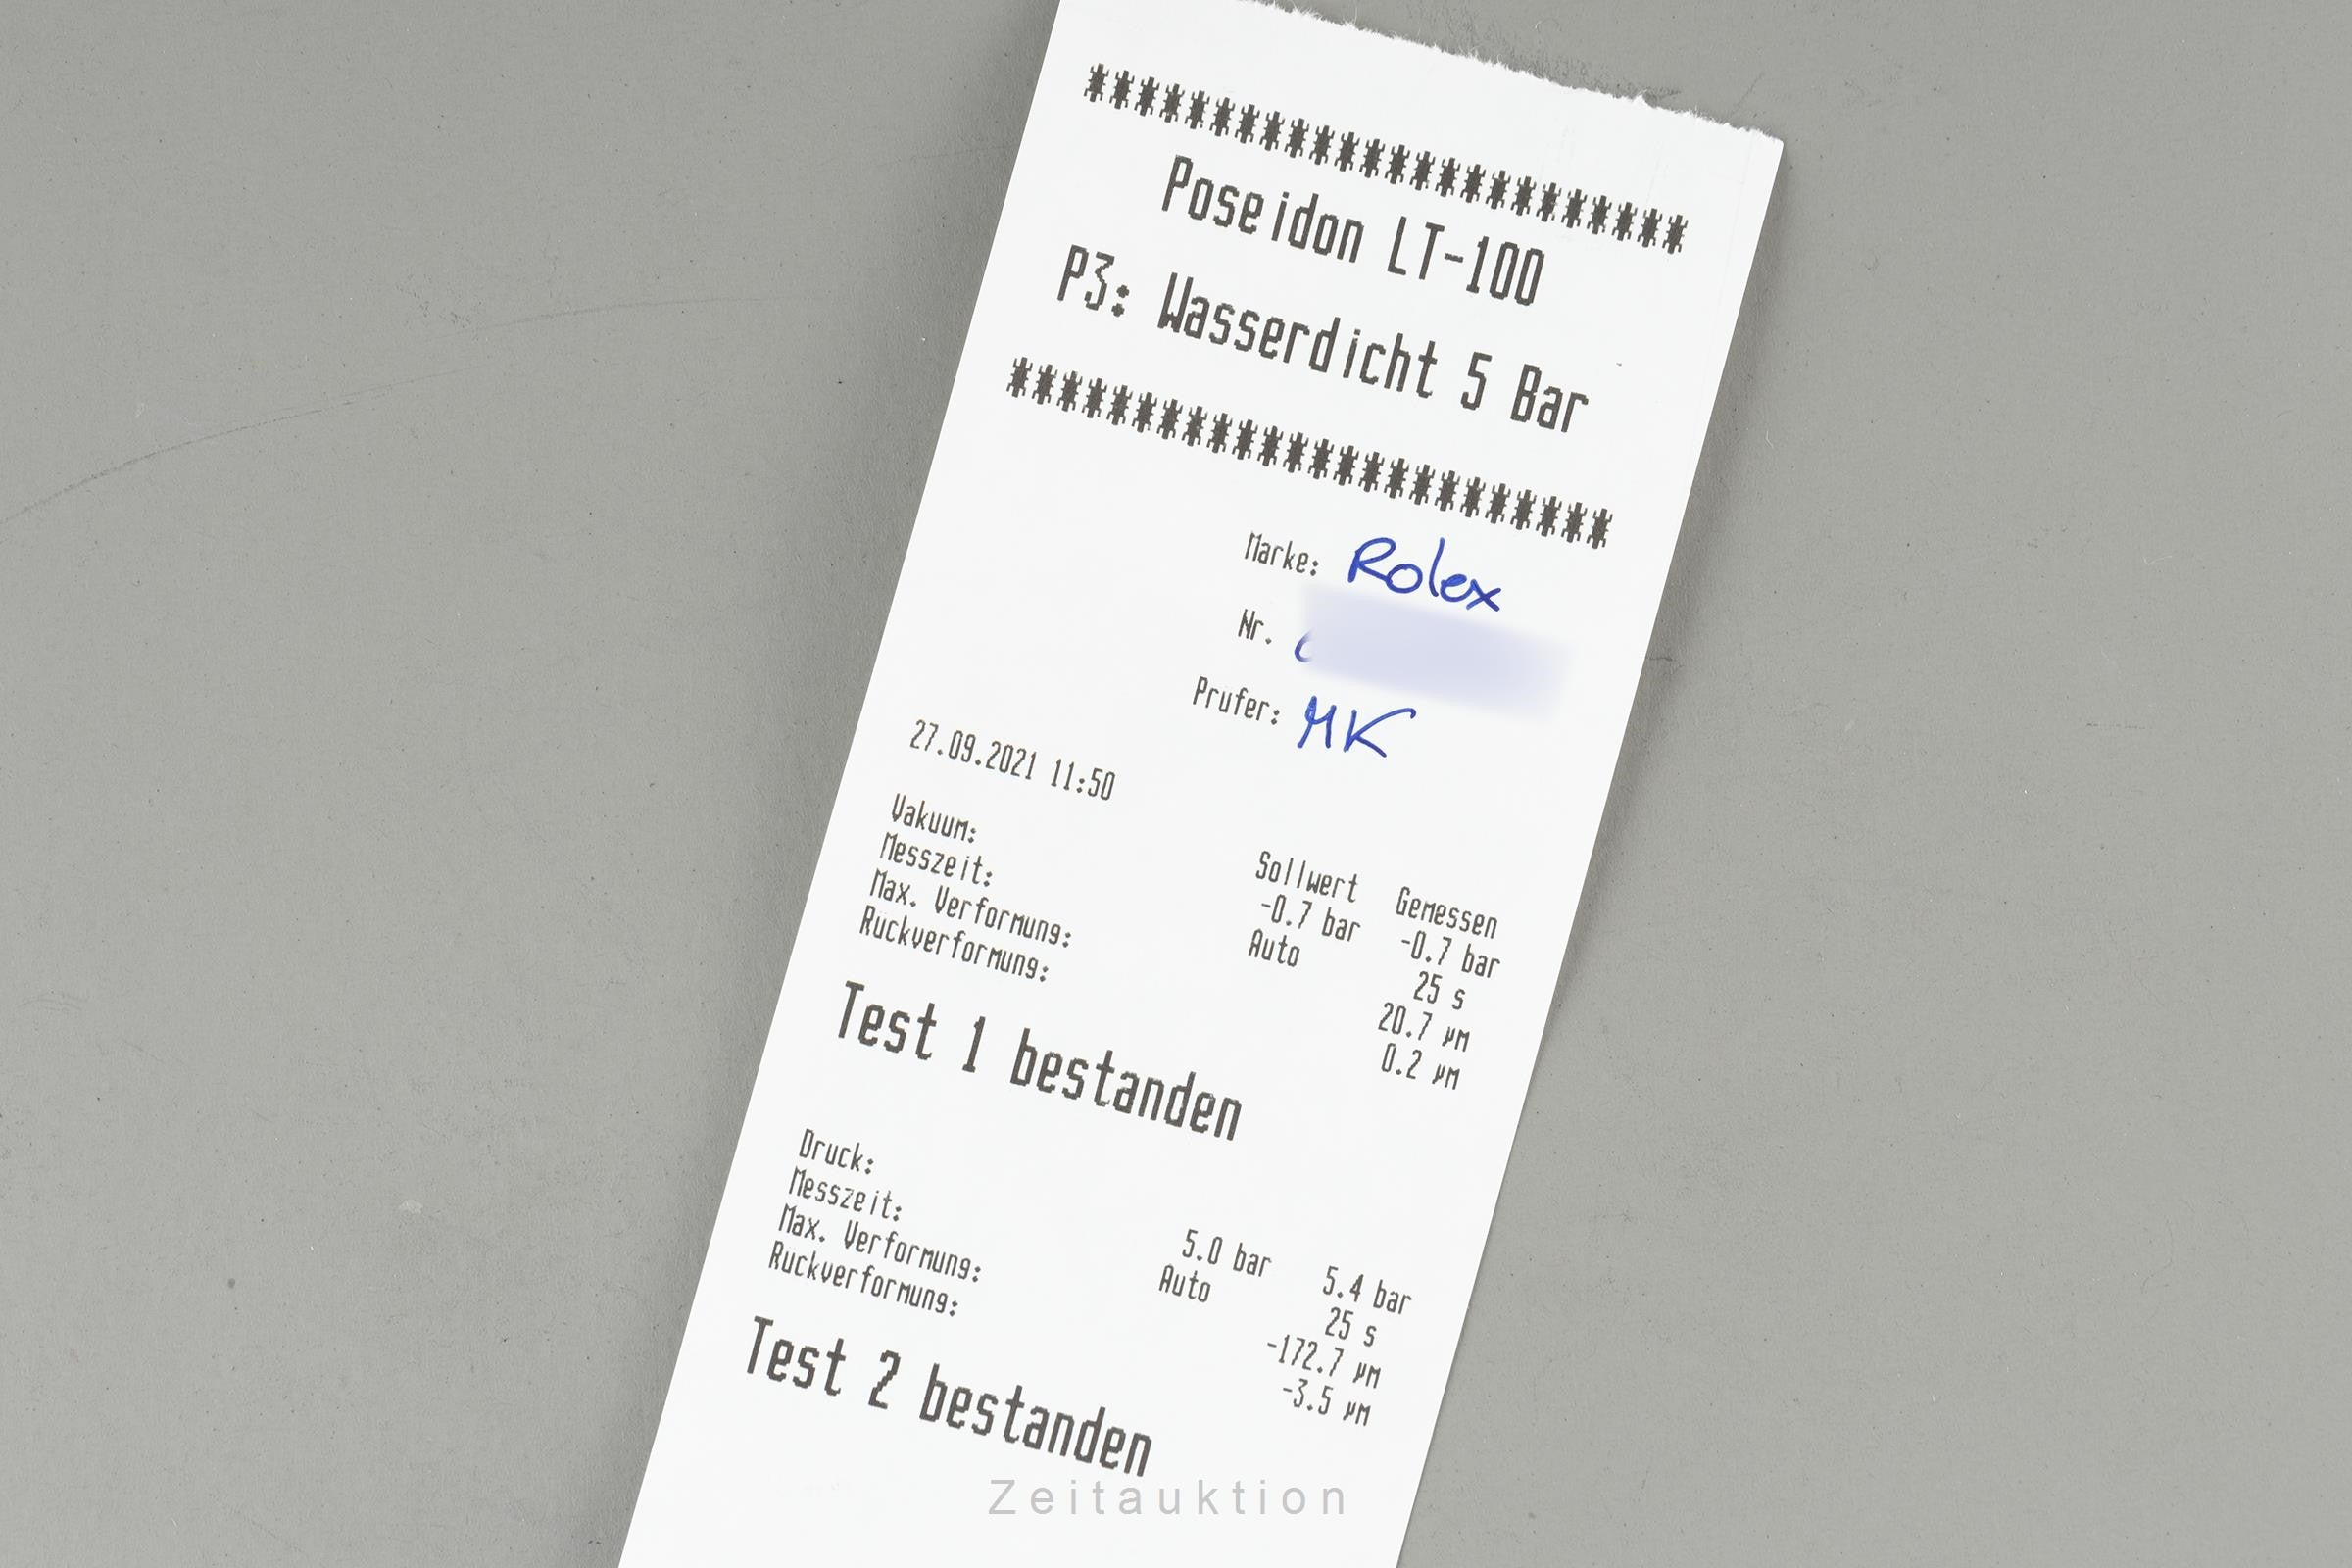 ************************
Poseidon LT-100
P3: Wasserdicht 5 Bar
************************
Marke: Rolex
Nr.
Prufer: MK
27.09.2021 11:50
Sollwert Gemessen
Vakuum: -0.7 bar -0.7 bar
Messzeit: Auto 25 s
Max. Verformung: 20.7 µm
Ruckverformung: 0.2 µm
Test 1 bestanden
Druck: 5.0 bar 5.4 bar
Messzeit: Auto 25 s
Max. Verformung: -172.7 µm
Ruckverformung: -3.5 µm
Test 2 bestanden
Zeitauktion